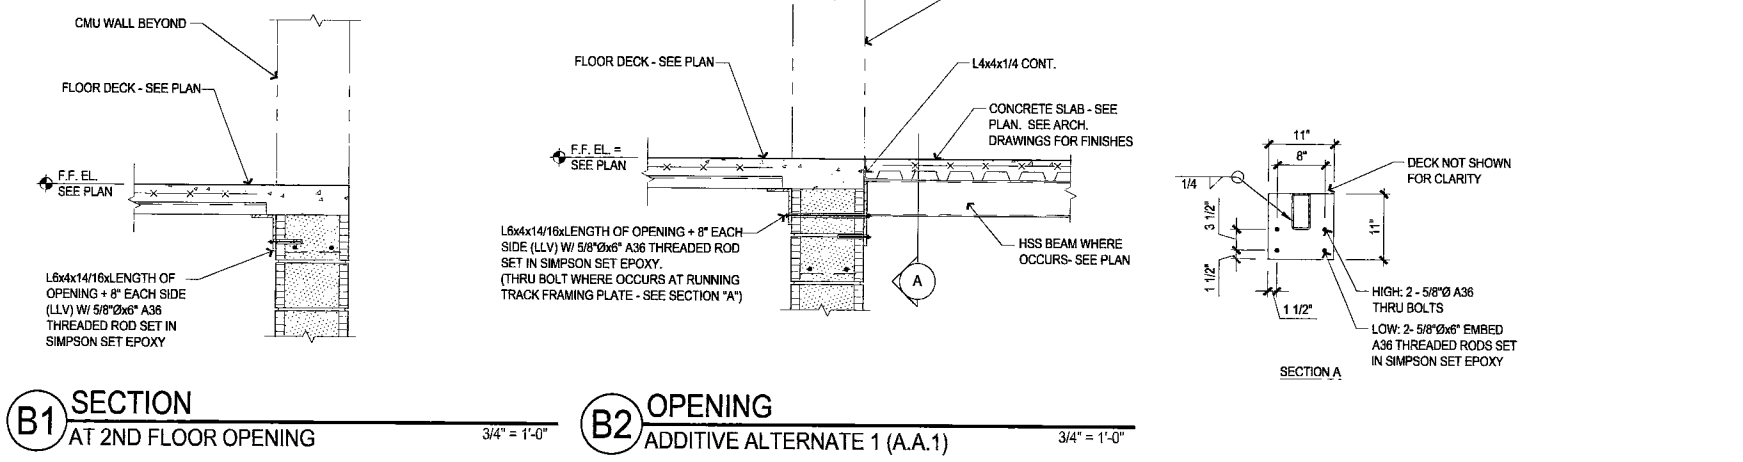 CMU WALL BEYOND
FLOOR DECK - SEE PLAN
F.F. EL.
SEE PLAN
L6x4x14/16xLENGTH OF
OPENING + 8" EACH SIDE
(LLV) W/ 5/8"Øx6" A36
THREADED ROD SET IN
SIMPSON SET EPOXY
B1
SECTION
AT 2ND FLOOR OPENING
3/4" = 1'-0"
FLOOR DECK - SEE PLAN
L4x4x1/4 CONT.
CONCRETE SLAB - SEE
PLAN. SEE ARCH.
DRAWINGS FOR FINISHES
F.F. EL. =
SEE PLAN
L6x4x14/16xLENGTH OF OPENING + 8" EACH
SIDE (LLV) W/ 5/8"Øx6" A36 THREADED ROD
SET IN SIMPSON SET EPOXY.
(THRU BOLT WHERE OCCURS AT RUNNING
TRACK FRAMING PLATE - SEE SECTION "A")
HSS BEAM WHERE
OCCURS- SEE PLAN
A
B2
OPENING
ADDITIVE ALTERNATE 1 (A.A.1)
3/4" = 1'-0"
11"
8"
DECK NOT SHOWN
FOR CLARITY
1/4
3 1/2"
11"
1 1/2"
1 1/2"
HIGH: 2 - 5/8"Ø A36
THRU BOLTS
LOW: 2- 5/8"Øx6" EMBED
A36 THREADED RODS SET
IN SIMPSON SET EPOXY
SECTION A